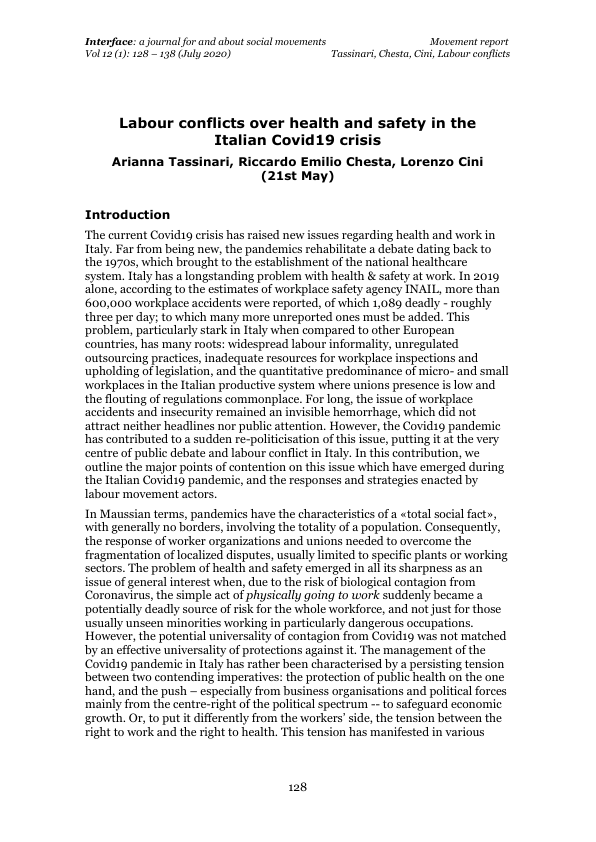 Interface: a journal for and about social movements Movement report
Vol 12 (1): 128 – 138 (July 2020) Tassinari, Chesta, Cini, Labour conflicts
Labour conflicts over health and safety in the
Italian Covid19 crisis
Arianna Tassinari, Riccardo Emilio Chesta, Lorenzo Cini
(21st May)
Introduction
The current Covid19 crisis has raised new issues regarding health and work in
Italy. Far from being new, the pandemics rehabilitate a debate dating back to
the 1970s, which brought to the establishment of the national healthcare
system. Italy has a longstanding problem with health & safety at work. In 2019
alone, according to the estimates of workplace safety agency INAIL, more than
600,000 workplace accidents were reported, of which 1,089 deadly - roughly
three per day; to which many more unreported ones must be added. This
problem, particularly stark in Italy when compared to other European
countries, has many roots: widespread labour informality, unregulated
outsourcing practices, inadequate resources for workplace inspections and
upholding of legislation, and the quantitative predominance of micro- and small
workplaces in the Italian productive system where unions presence is low and
the flouting of regulations commonplace. For long, the issue of workplace
accidents and insecurity remained an invisible hemorrhage, which did not
attract neither headlines nor public attention. However, the Covid19 pandemic
has contributed to a sudden re-politicisation of this issue, putting it at the very
centre of public debate and labour conflict in Italy. In this contribution, we
outline the major points of contention on this issue which have emerged during
the Italian Covid19 pandemic, and the responses and strategies enacted by
labour movement actors.
In Maussian terms, pandemics have the characteristics of a «total social fact»,
with generally no borders, involving the totality of a population. Consequently,
the response of worker organizations and unions needed to overcome the
fragmentation of localized disputes, usually limited to specific plants or working
sectors. The problem of health and safety emerged in all its sharpness as an
issue of general interest when, due to the risk of biological contagion from
Coronavirus, the simple act of physically going to work suddenly became a
potentially deadly source of risk for the whole workforce, and not just for those
usually unseen minorities working in particularly dangerous occupations.
However, the potential universality of contagion from Covid19 was not matched
by an effective universality of protections against it. The management of the
Covid19 pandemic in Italy has rather been characterised by a persisting tension
between two contending imperatives: the protection of public health on the one
hand, and the push – especially from business organisations and political forces
mainly from the centre-right of the political spectrum -- to safeguard economic
growth. Or, to put it differently from the workers’ side, the tension between the
right to work and the right to health. This tension has manifested in various
128